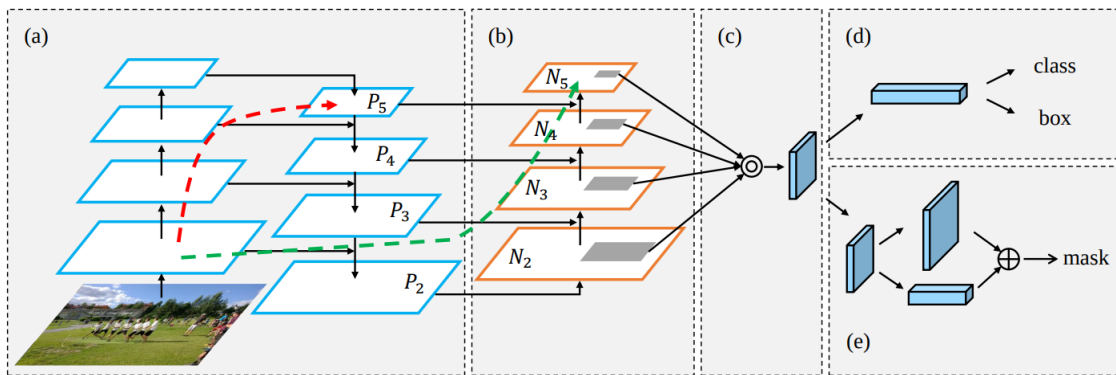 (a)
P5
P4
P3
P2
(b)
N5
N4
N3
N2
(c)
(d)
class
box
(e)
mask